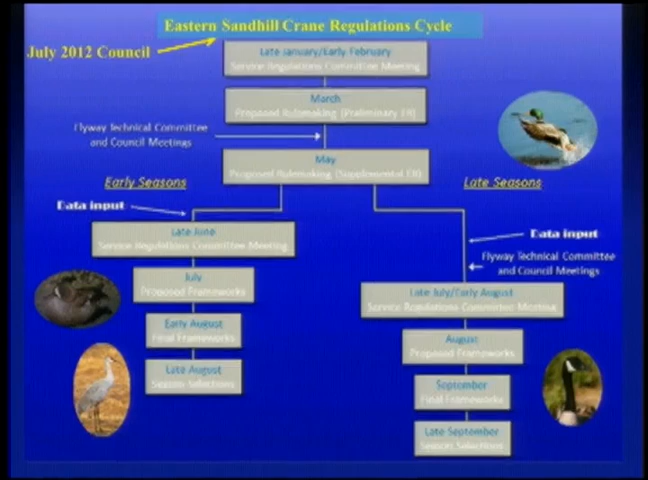 Eastern Sandhill Crane Regulations Cycle
July 2012 Council
Late January/Early February
Service Regulations Committee Meeting
March
Proposed Rulemaking (Preliminary FR)
Flyway Technical Committee
and Council Meetings
May
Proposed Rulemaking (Supplemental FR)
Early Seasons
Late Seasons
Data input
Late June
Service Regulations Committee Meeting
July
Proposed Frameworks
Early August
Final Frameworks
Late August
Season Selections
Data input
Flyway Technical Committee
and Council Meetings
Late July/Early August
Service Regulations Committee Meeting
August
Proposed Frameworks
September
Final Frameworks
Late September
Season Selections